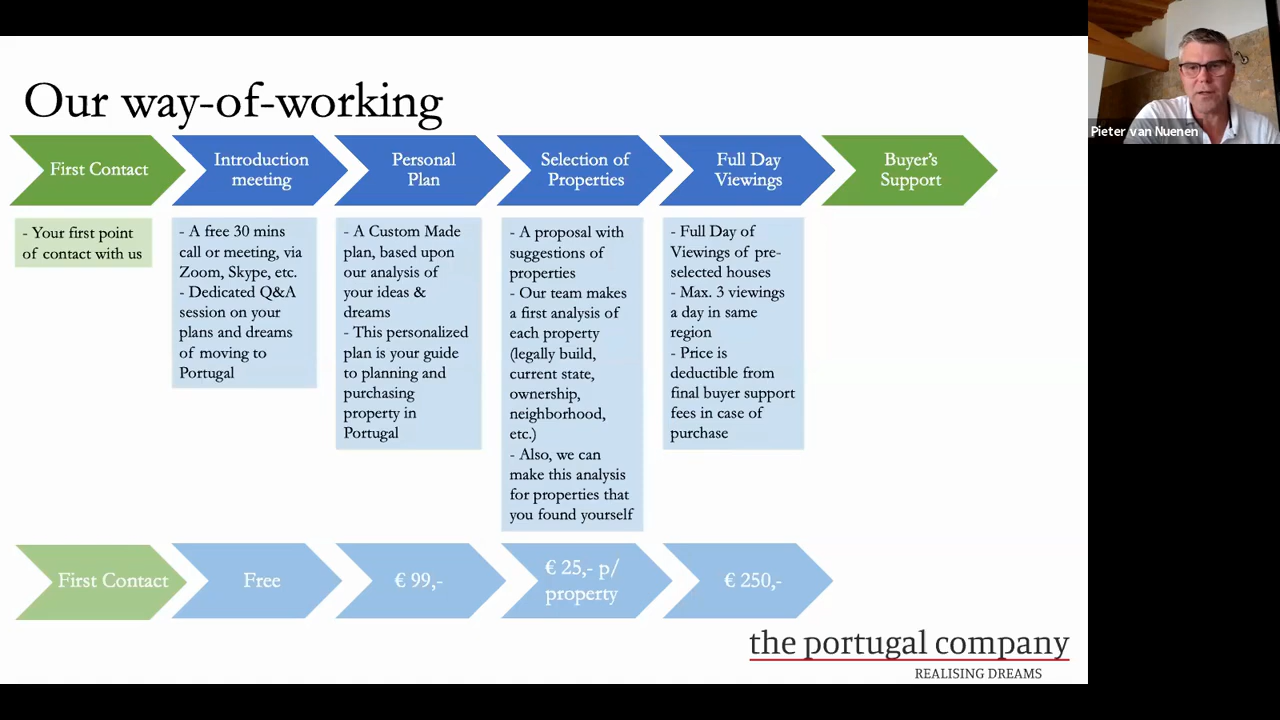 Our way-of-working
First Contact
Introduction
meeting
Personal
Plan
Selection of
Properties
Full Day
Viewings
Buyer's
Support
- Your first point
of contact with us
- A free 30 mins
call or meeting, via
Zoom, Skype, etc.
- Dedicated Q&A
session on your
plans and dreams
of moving to
Portugal
- A Custom Made
plan, based upon
our analysis of
your ideas &
dreams
- This personalized
plan is your guide
to planning and
purchasing
property in
Portugal
- A proposal with
suggestions of
properties
- Our team makes
a first analysis of
each property
(legally build,
current state,
ownership,
neighborhood,
etc.)
- Also, we can
make this analysis
for properties that
you found yourself
- Full Day of
Viewings of pre-
selected houses
- Max. 3 viewings
a day in same
region
- Price is
deductible from
final buyer support
fees in case of
purchase
First Contact
Free
€ 99,-
€ 25,- p/
property
€ 250,-
the portugal company
REALISING DREAMS
Pieter van Nuenen